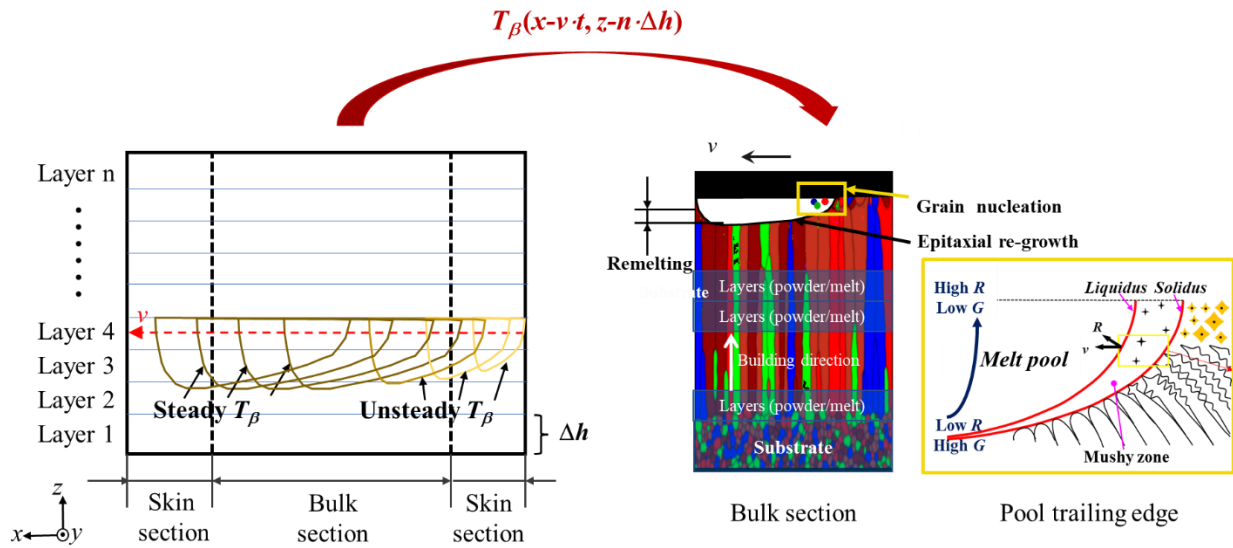 Tβ(x-v·t, z-n·Δh)
Layer n
Layer 4
Layer 3
Layer 2
Layer 1
v
Steady Tβ
Unsteady Tβ
Δh
Skin
section
Bulk
section
Skin
section
z
x
y
v
Grain nucleation
Epitaxial re-growth
Remelting
Layers (powder/melt)
Layers (powder/melt)
Building direction
Layers (powder/melt)
Substrate
Bulk section
High R
Low G
Liquidus Solidus
R
v
Melt pool
Low R
High G
Mushy zone
Pool trailing edge